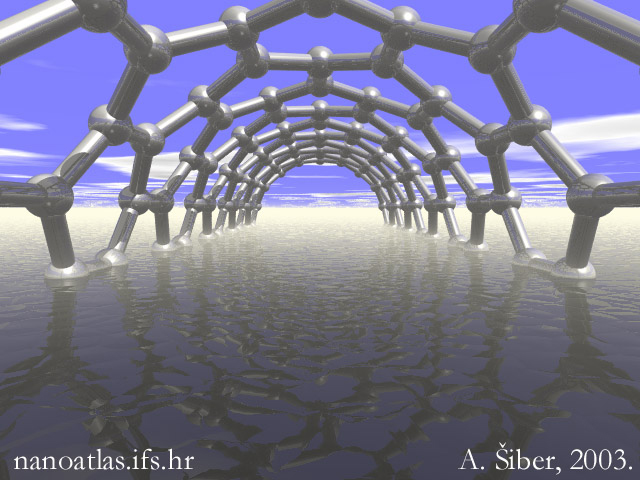 nanoatlas.ifs.hr
A. Šiber, 2003.